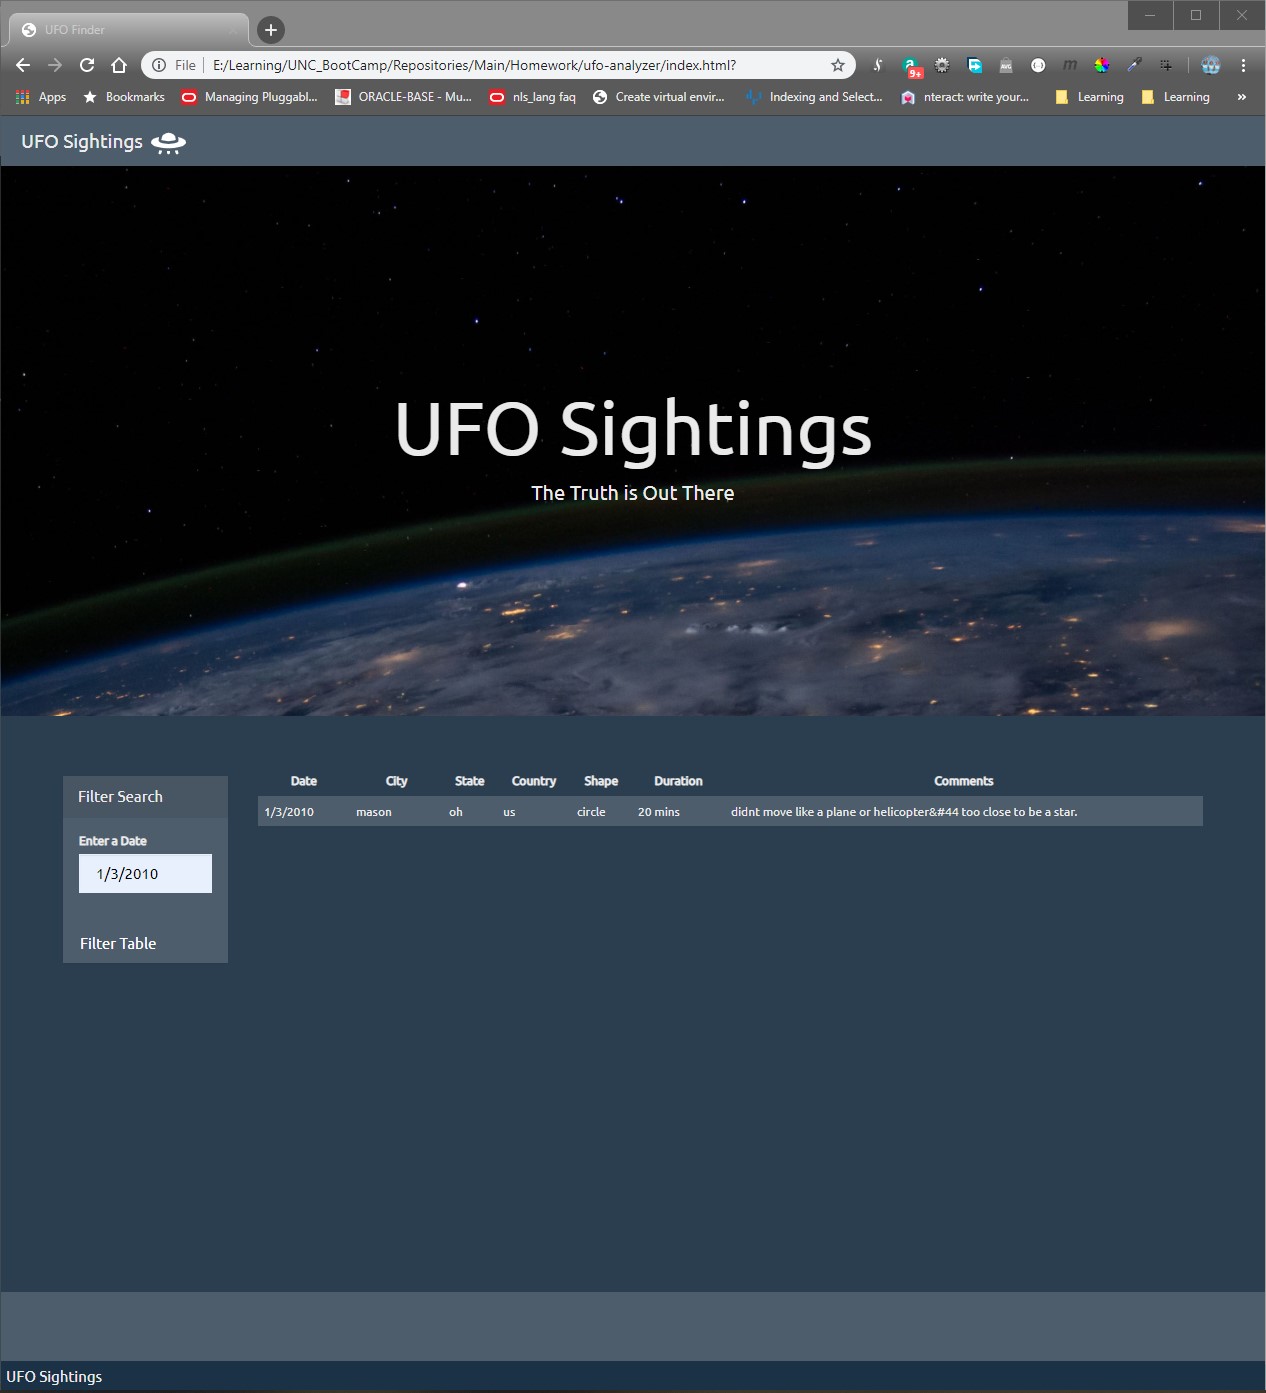 UFO Finder
File E:/Learning/UNC_BootCamp/Repositories/Main/Homework/ufo-analyzer/index.html?
9+
AVG
m
Apps Bookmarks Managing Pluggabl... ORACLE-BASE - Mu... nls_lang faq Create virtual envir... Indexing and Select... nteract: write your... Learning Learning »
UFO Sightings
UFO Sightings
The Truth is Out There
Date City State Country Shape Duration Comments
Filter Search
1/3/2010 mason oh us circle 20 mins didnt move like a plane or helicopter&#44 too close to be a star.
Enter a Date
1/3/2010
Filter Table
UFO Sightings